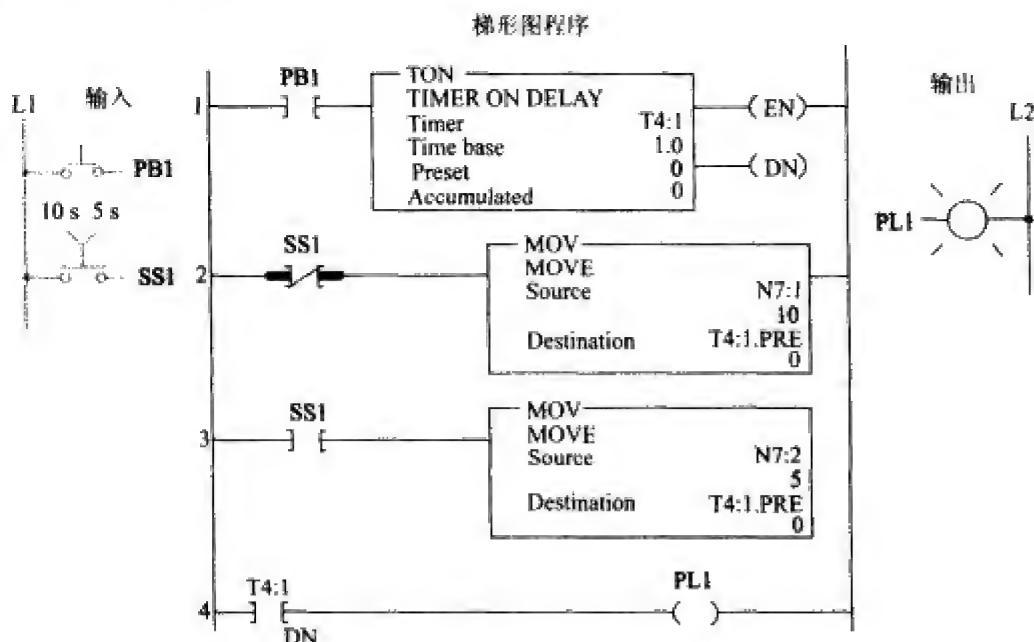 梯形图程序
输入
L1
PB1
10 s 5 s
SS1
1
PB1
TON
TIMER ON DELAY
Timer T4:1
Time base 1.0
Preset 0
Accumulated 0
(EN)
(DN)
2
SS1
MOV
MOVE
Source N7:1
10
Destination T4:1.PRE
0
3
SS1
MOV
MOVE
Source N7:2
5
Destination T4:1.PRE
0
4
T4:1
DN
PL1
输出
L2
PL1